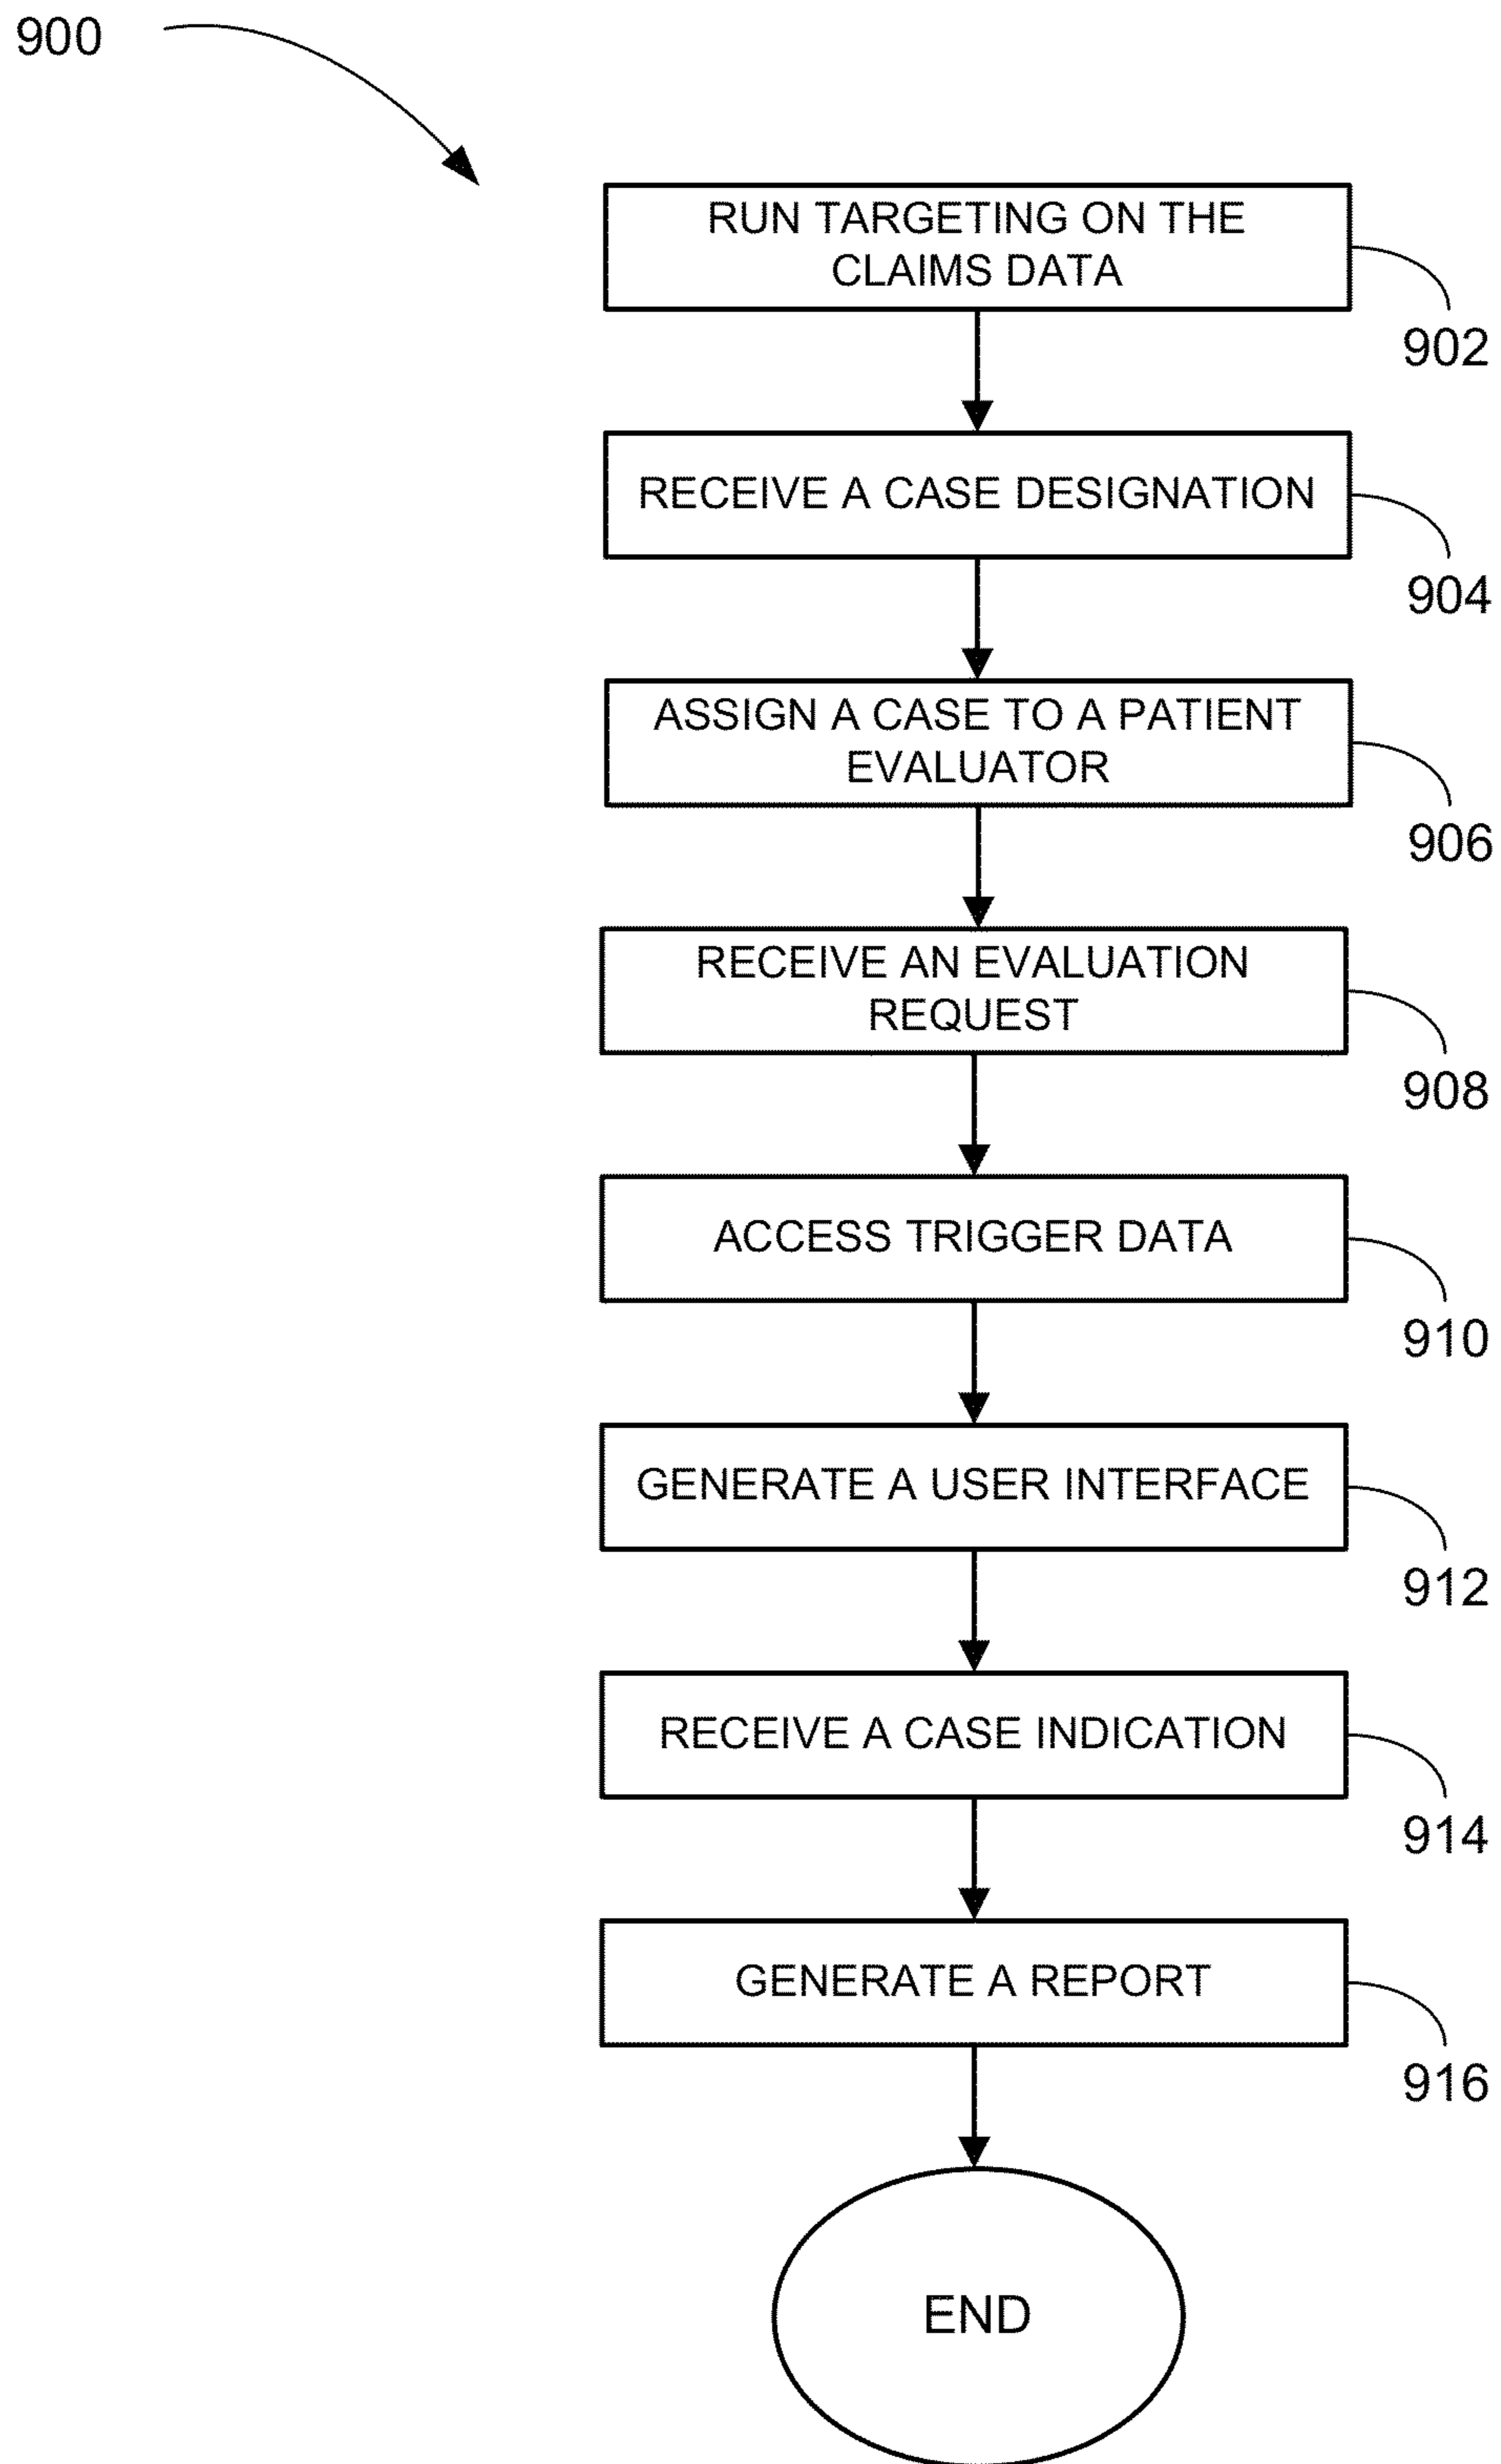 900
RUN TARGETING ON THE
CLAIMS DATA
902
RECEIVE A CASE DESIGNATION
904
ASSIGN A CASE TO A PATIENT
EVALUATOR
906
RECEIVE AN EVALUATION
REQUEST
908
ACCESS TRIGGER DATA
910
GENERATE A USER INTERFACE
912
RECEIVE A CASE INDICATION
914
GENERATE A REPORT
916
END